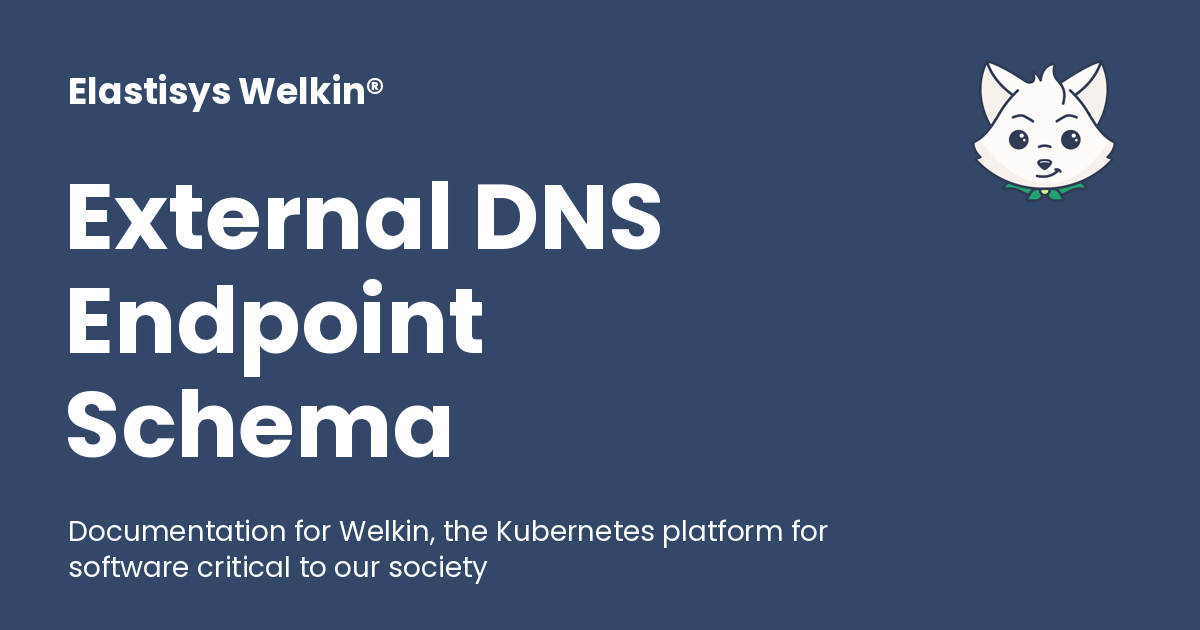 Elastisys Welkin®
External DNS
Endpoint
Schema
Documentation for Welkin, the Kubernetes platform for
software critical to our society